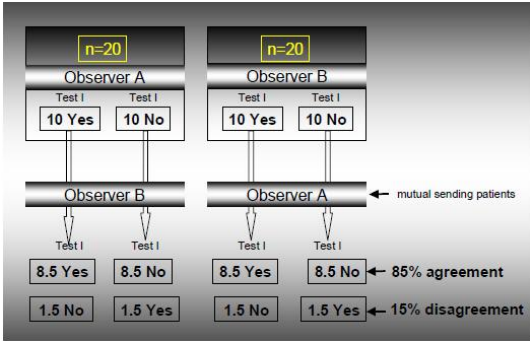 n=20 n=20
Observer A Observer B
Test I Test I Test I Test I
10 Yes 10 No 10 Yes 10 No
Observer B Observer A mutual sending patients
Test I Test I Test I Test I
8.5 Yes 8.5 No 8.5 Yes 8.5 No 85% agreement
1.5 No 1.5 Yes 1.5 No 1.5 Yes 15% disagreement